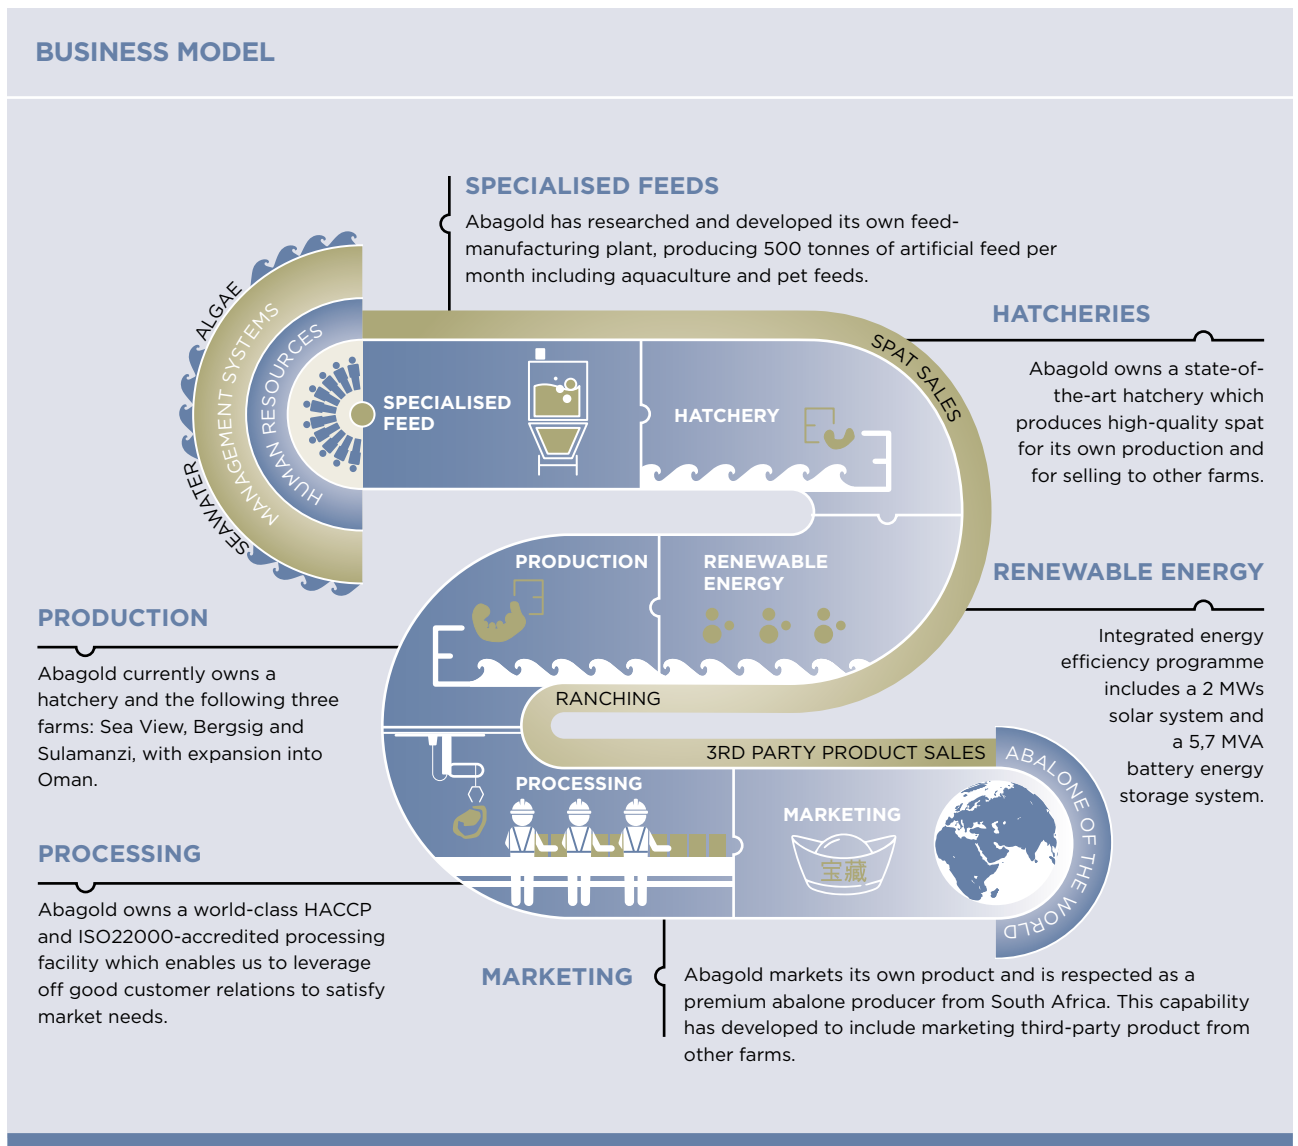 BUSINESS MODEL
SPECIALISED FEEDS
Abagold has researched and developed its own feed-
manufacturing plant, producing 500 tonnes of artificial feed per
month including aquaculture and pet feeds.
HATCHERIES
Abagold owns a state-of-
the-art hatchery which
produces high-quality spat
for its own production and
for selling to other farms.
ALGAE
SEAWATER
MANAGEMENT SYSTEMS
HUMAN RESOURCES
SPECIALISED
FEED
HATCHERY
SPAT SALES
PRODUCTION
RENEWABLE
ENERGY
RENEWABLE ENERGY
Integrated energy
efficiency programme
includes a 2 MWs
solar system and
a 5,7 MVA
battery energy
storage system.
PRODUCTION
Abagold currently owns a
hatchery and the following three
farms: Sea View, Bergsig and
Sulamanzi, with expansion into
Oman.
RANCHING
3RD PARTY PRODUCT SALES
PROCESSING
MARKETING
宝藏
ABALONE OF THE WORLD
PROCESSING
Abagold owns a world-class HACCP
and ISO22000-accredited processing
facility which enables us to leverage
off good customer relations to satisfy
market needs.
MARKETING
Abagold markets its own product and is respected as a
premium abalone producer from South Africa. This capability
has developed to include marketing third-party product from
other farms.